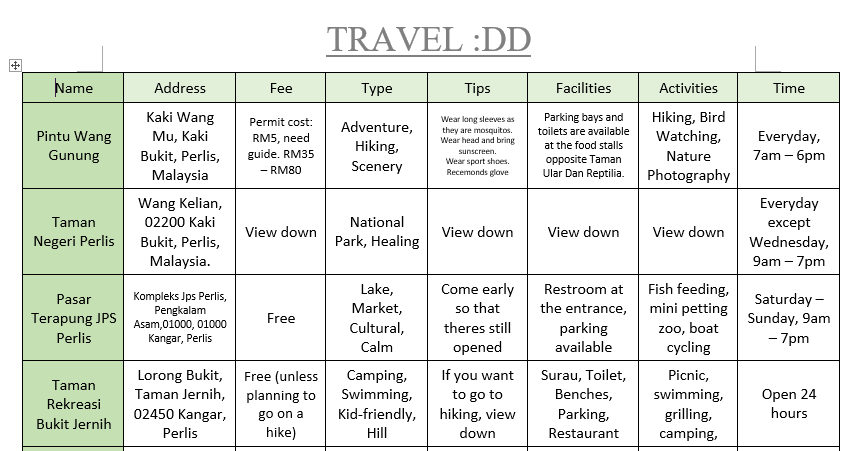 TRAVEL :DD
Name Address Fee Type Tips Facilities Activities Time
Pintu Wang
Gunung
Kaki Wang
Mu, Kaki
Bukit, Perlis,
Malaysia
Permit cost:
RM5, need
guide. RM35
– RM80
Adventure,
Hiking,
Scenery
Wear long sleeves as
they are mosquitos.
Wear head and bring
sunscreen.
Wear sport shoes.
Recemonds glove
Parking bays and
toilets are available
at the food stalls
opposite Taman
Ular Dan Reptilia.
Hiking, Bird
Watching,
Nature
Photography
Everyday,
7am – 6pm
Taman
Negeri Perlis
Wang Kelian,
02200 Kaki
Bukit, Perlis,
Malaysia.
View down
National
Park, Healing
View down
View down
View down
Everyday
except
Wednesday,
9am – 7pm
Pasar
Terapung JPS
Perlis
Kompleks Jps Perlis,
Pengkalam
Asam,01000, 01000
Kangar, Perlis
Free
Lake,
Market,
Cultural,
Calm
Come early
so that
theres still
opened
Restroom at
the entrance,
parking
available
Fish feeding,
mini petting
zoo, boat
cycling
Saturday –
Sunday, 9am
– 7pm
Taman
Rekreasi
Bukit Jernih
Lorong Bukit,
Taman Jernih,
02450 Kangar,
Perlis
Free (unless
planning to
go on a
hike)
Camping,
Swimming,
Kid-friendly,
Hill
If you want
to go to
hiking, view
down
Surau, Toilet,
Benches,
Parking,
Restaurant
Picnic,
swimming,
grilling,
camping,
Open 24
hours